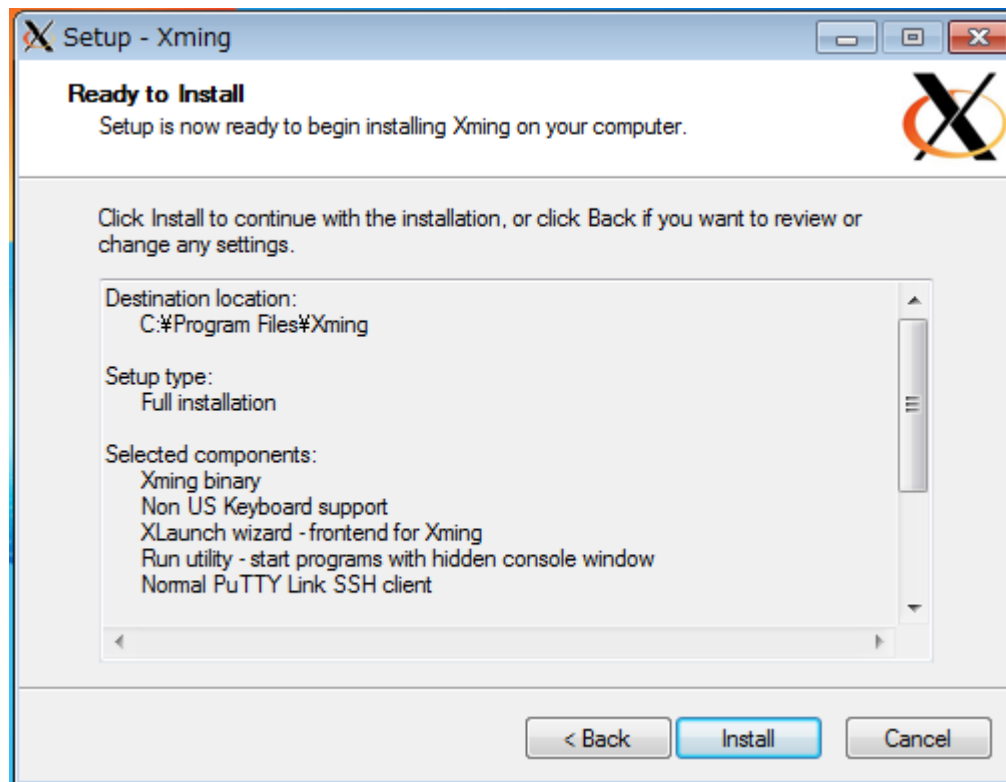 Setup - Xming
Ready to Install
Setup is now ready to begin installing Xming on your computer.
Click Install to continue with the installation, or click Back if you want to review or
change any settings.
Destination location:
C:¥Program Files¥Xming
Setup type:
Full installation
Selected components:
Xming binary
Non US Keyboard support
XLaunch wizard - frontend for Xming
Run utility - start programs with hidden console window
Normal PuTTY Link SSH client
< Back
Install
Cancel